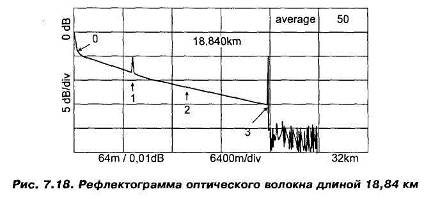 average 50
0 dB
0
18.840km
5 dB/div
1
2
3
64m / 0,01dB 6400m/div 32km
Рис. 7.18. Рефлектограмма оптического волокна длиной 18,84 км